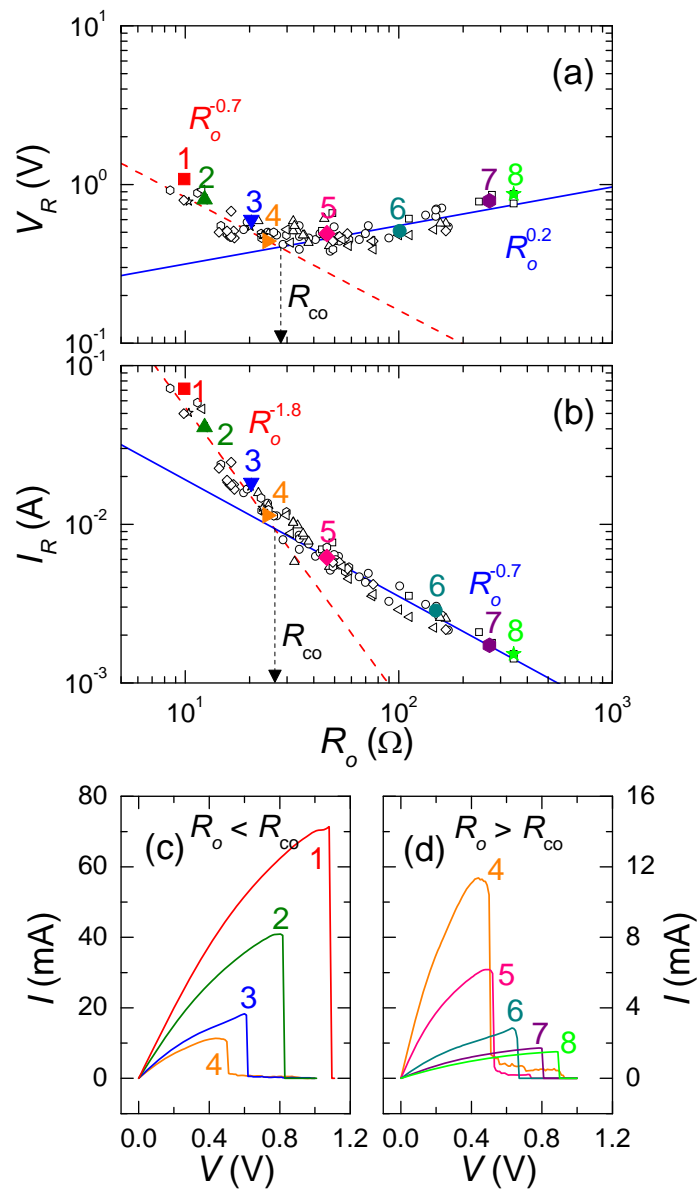 10^1
(a)
R_o^-0.7
1
2
3
4
5
6
7
8
10^0
V_R (V)
R_o^0.2
R_co
10^-1
10^-1
(b)
1
R_o^-1.8
2
3
4
5
6
7
8
10^-2
I_R (A)
R_o^-0.7
R_co
10^-3
10^1 10^2 10^3
R_o (Ω)
80
(c)
R_o < R_co
1
60
2
40
3
20
4
0
I (mA)
0.0 0.4 0.8 1.2
V (V)
16
(d)
R_o > R_co
4
12
5
8
6
7
8
4
0
I (mA)
0.0 0.4 0.8 1.2
V (V)